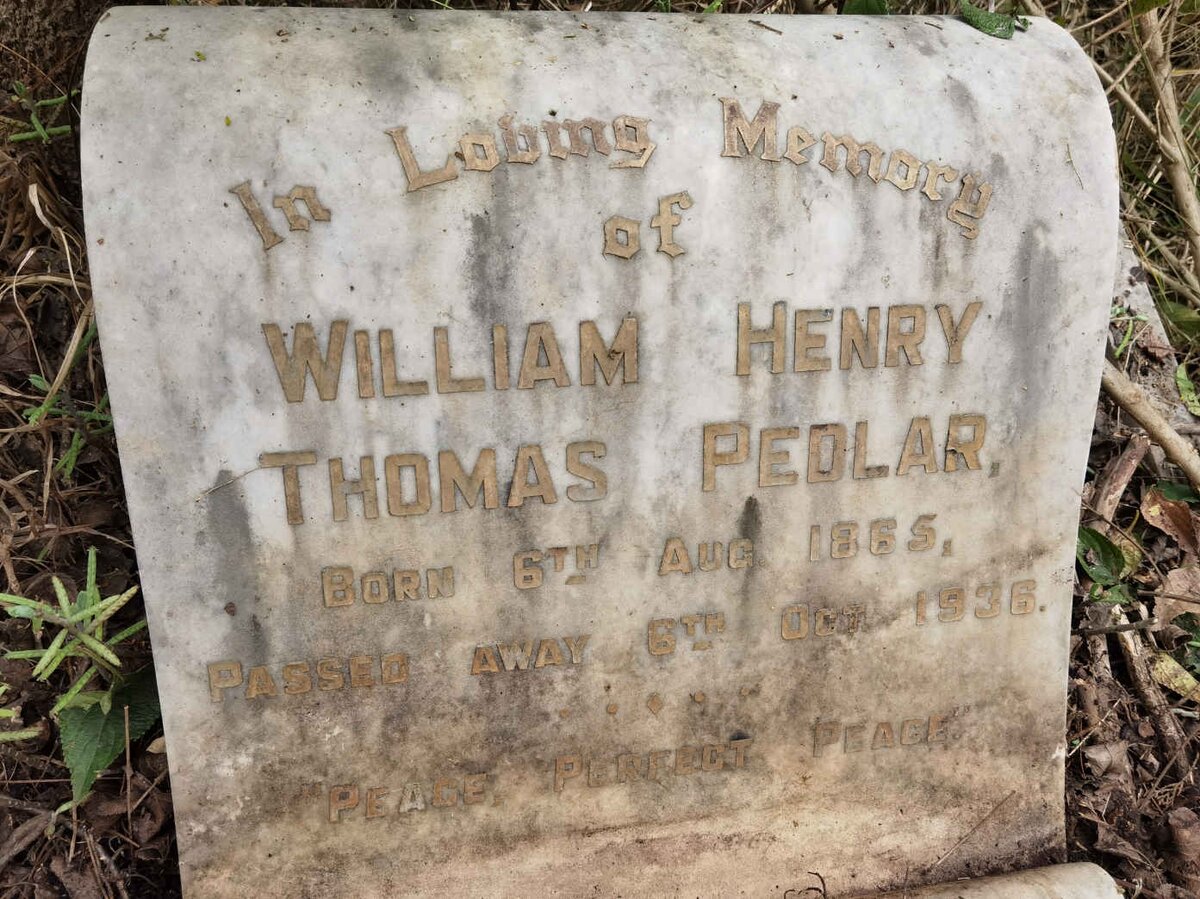 In Loving Memory
of
WILLIAM HENRY
THOMAS PEDLAR,
BORN 6TH AUG. 1865,
PASSED AWAY 6TH OCT. 1936.
"PEACE, PERFECT PEACE."